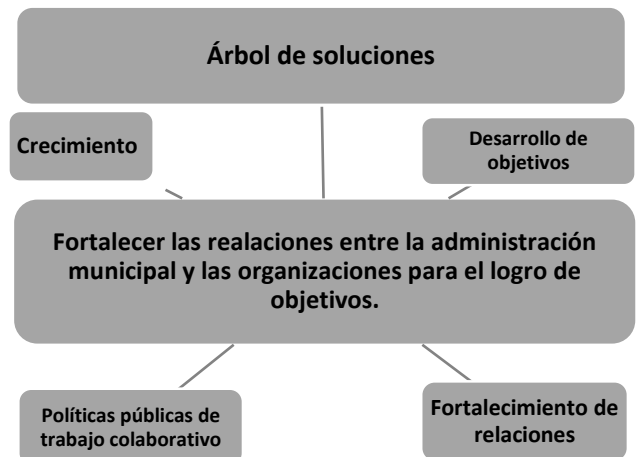 Árbol de soluciones
Crecimiento
Desarrollo de
objetivos
Fortalecer las realaciones entre la administración
municipal y las organizaciones para el logro de
objetivos.
Políticas públicas de
trabajo colaborativo
Fortalecimiento de
relaciones